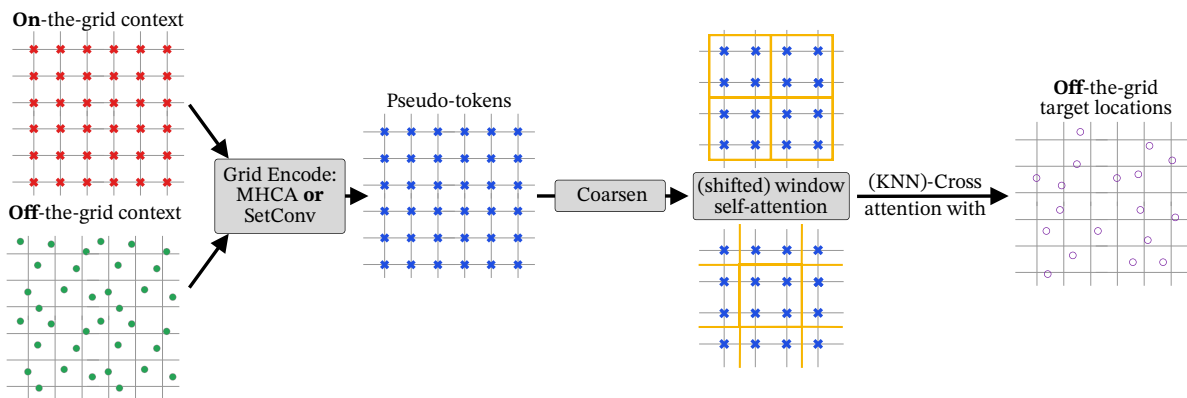 On-the-grid context
Off-the-grid context
Grid Encode:
MHCA or
SetConv
Pseudo-tokens
Coarsen
(shifted) window
self-attention
(KNN)-Cross
attention with
Off-the-grid
target locations